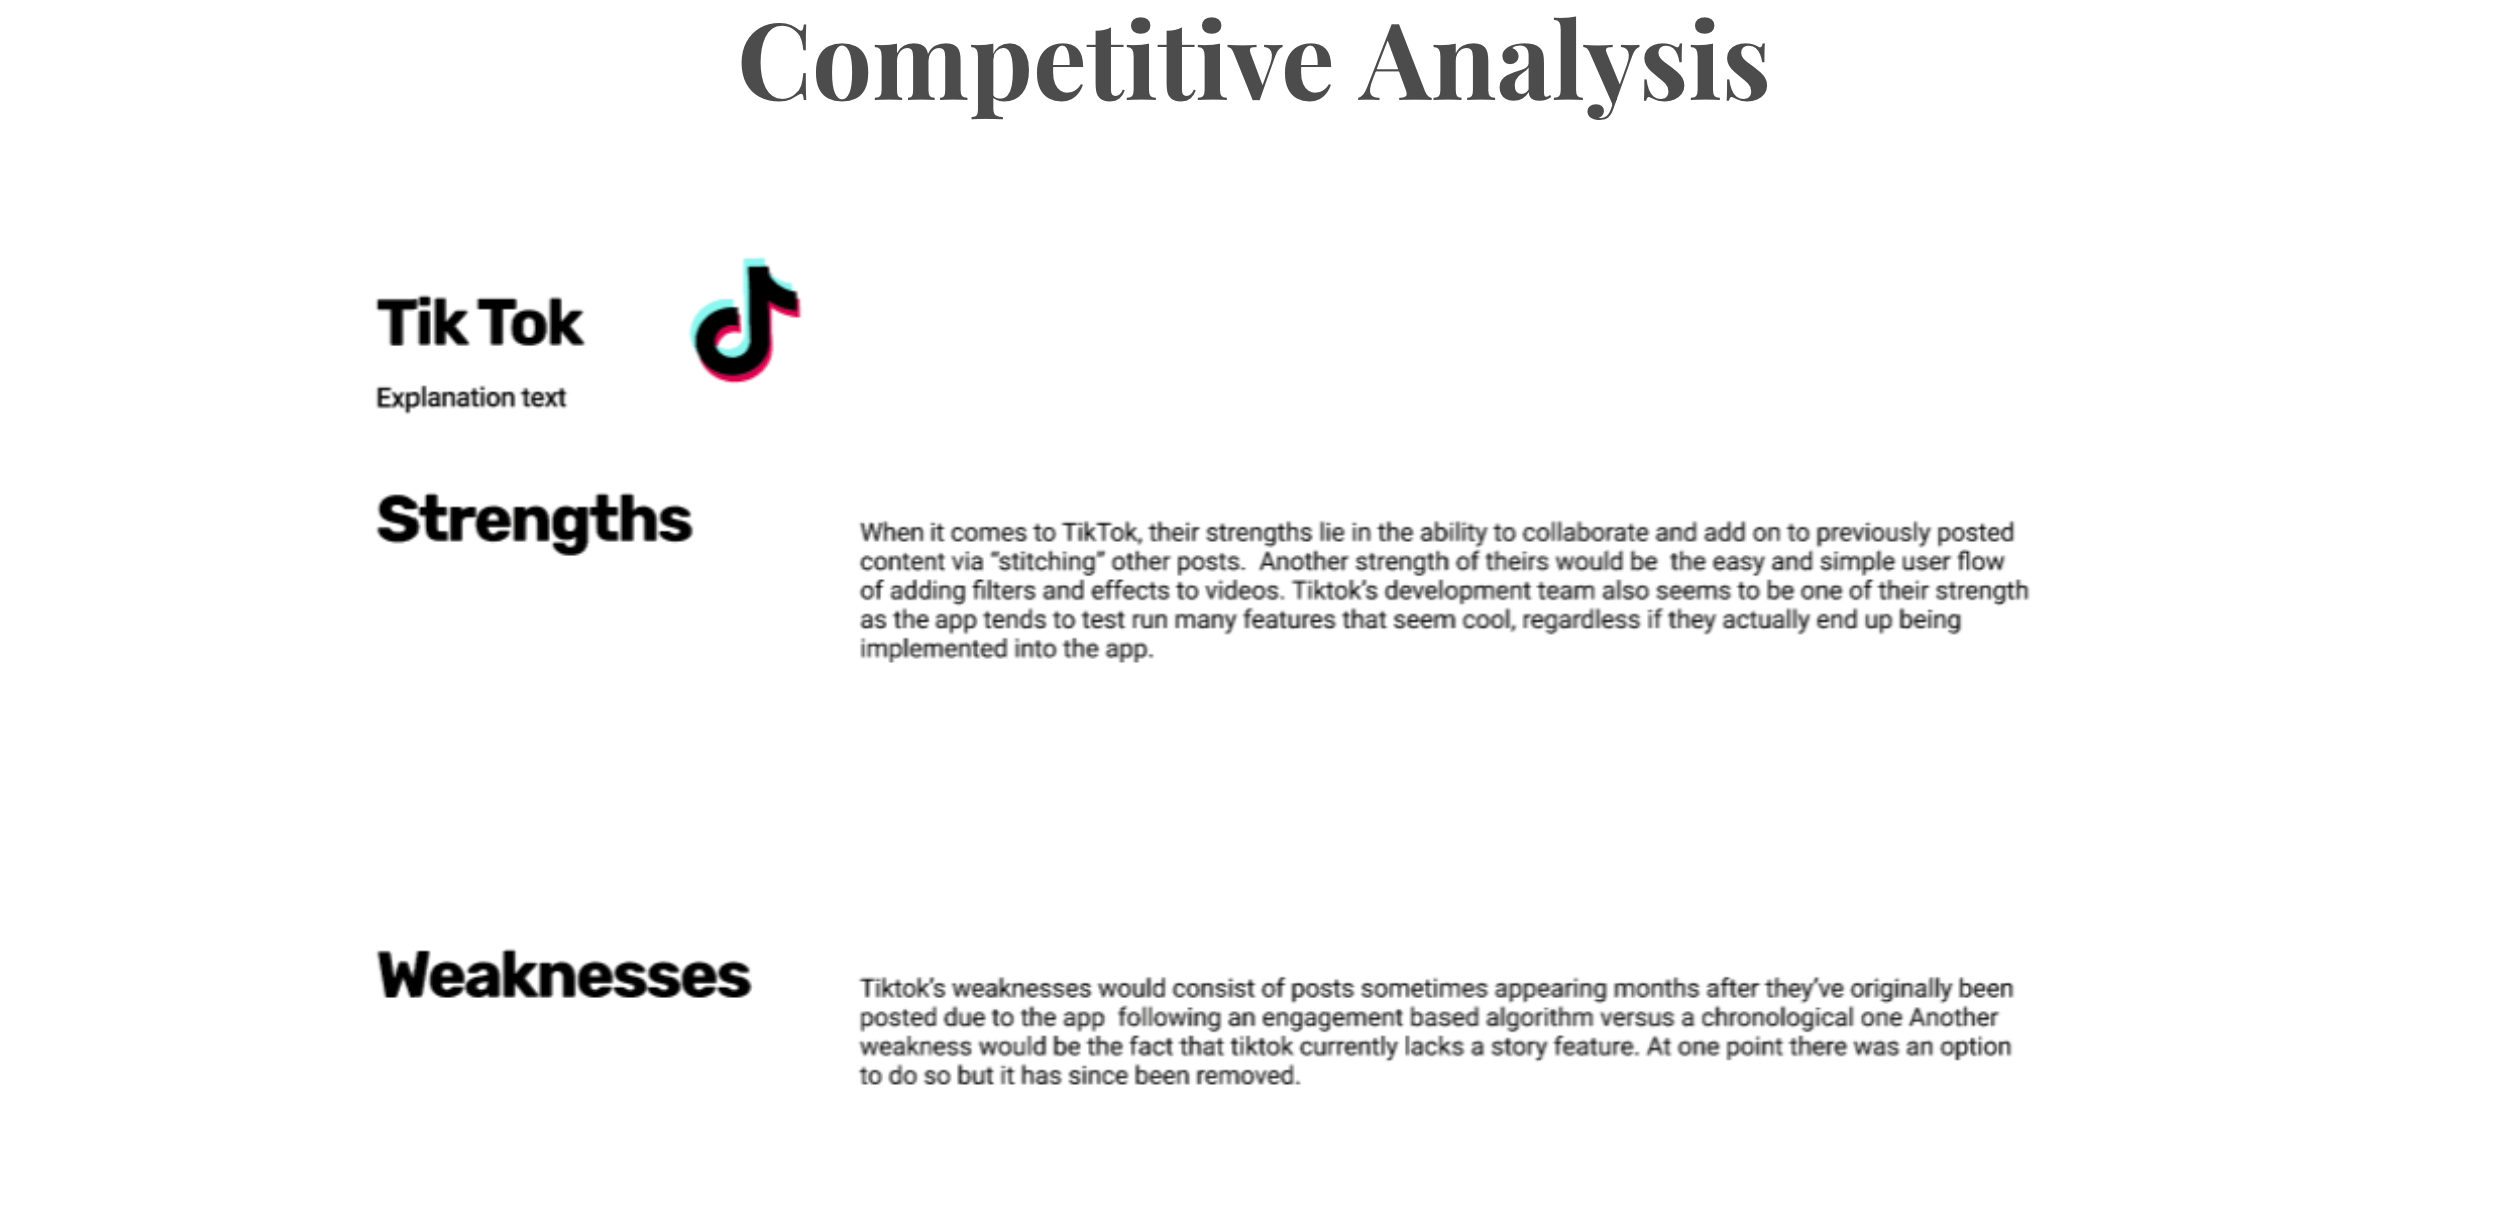 Competitive Analysis
Tik Tok
Explanation text
Strengths
When it comes to TikTok, their strengths lie in the ability to collaborate and add on to previously posted
content via “stitching” other posts.  Another strength of theirs would be  the easy and simple user flow
of adding filters and effects to videos. Tiktok’s development team also seems to be one of their strength
as the app tends to test run many features that seem cool, regardless if they actually end up being
implemented into the app.
Weaknesses
Tiktok’s weaknesses would consist of posts sometimes appearing months after they’ve originally been
posted due to the app  following an engagement based algorithm versus a chronological one Another
weakness would be the fact that tiktok currently lacks a story feature. At one point there was an option
to do so but it has since been removed.